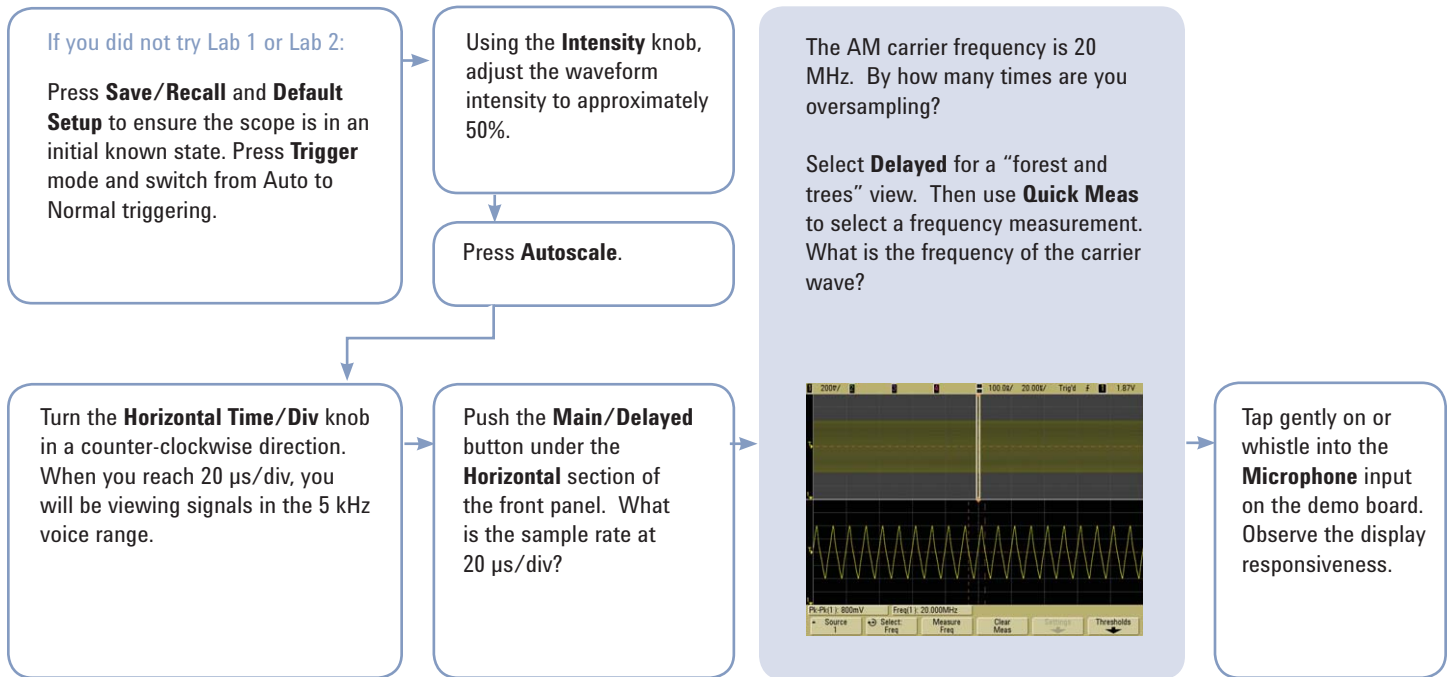 If you did not try Lab 1 or Lab 2:
Press Save/Recall and Default
Setup to ensure the scope is in an
initial known state. Press Trigger
mode and switch from Auto to
Normal triggering.
Using the Intensity knob,
adjust the waveform
intensity to approximately
50%.
Press Autoscale.
Turn the Horizontal Time/Div knob
in a counter-clockwise direction.
When you reach 20 µs/div, you
will be viewing signals in the 5 kHz
voice range.
Push the Main/Delayed
button under the
Horizontal section of
the front panel. What
is the sample rate at
20 µs/div?
The AM carrier frequency is 20
MHz. By how many times are you
oversampling?
Select Delayed for a “forest and
trees” view. Then use Quick Meas
to select a frequency measurement.
What is the frequency of the carrier
wave?
1 2 3 4 Trig'd 1 1.87V
Pk-Pk(1): 800mV Freq(1): 20.000MHz
Source Select: Measure Clear Settings Thresholds
1 Freq Freq Meas
Tap gently on or
whistle into the
Microphone input
on the demo board.
Observe the display
responsiveness.